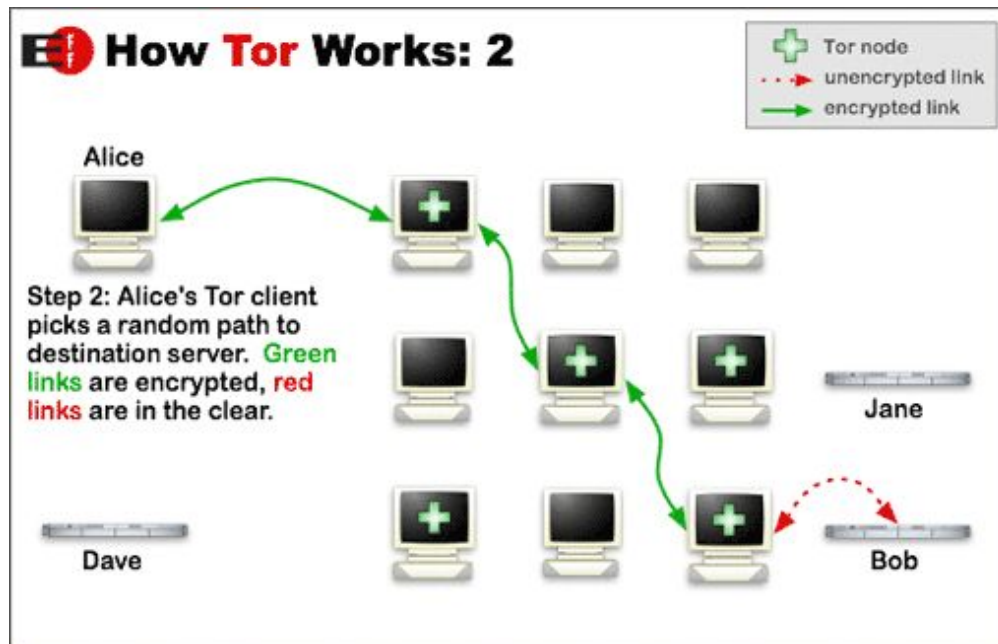 EFF How Tor Works: 2
Tor node
unencrypted link
encrypted link
Alice
Step 2: Alice's Tor client
picks a random path to
destination server. Green
links are encrypted, red
links are in the clear.
Jane
Dave
Bob